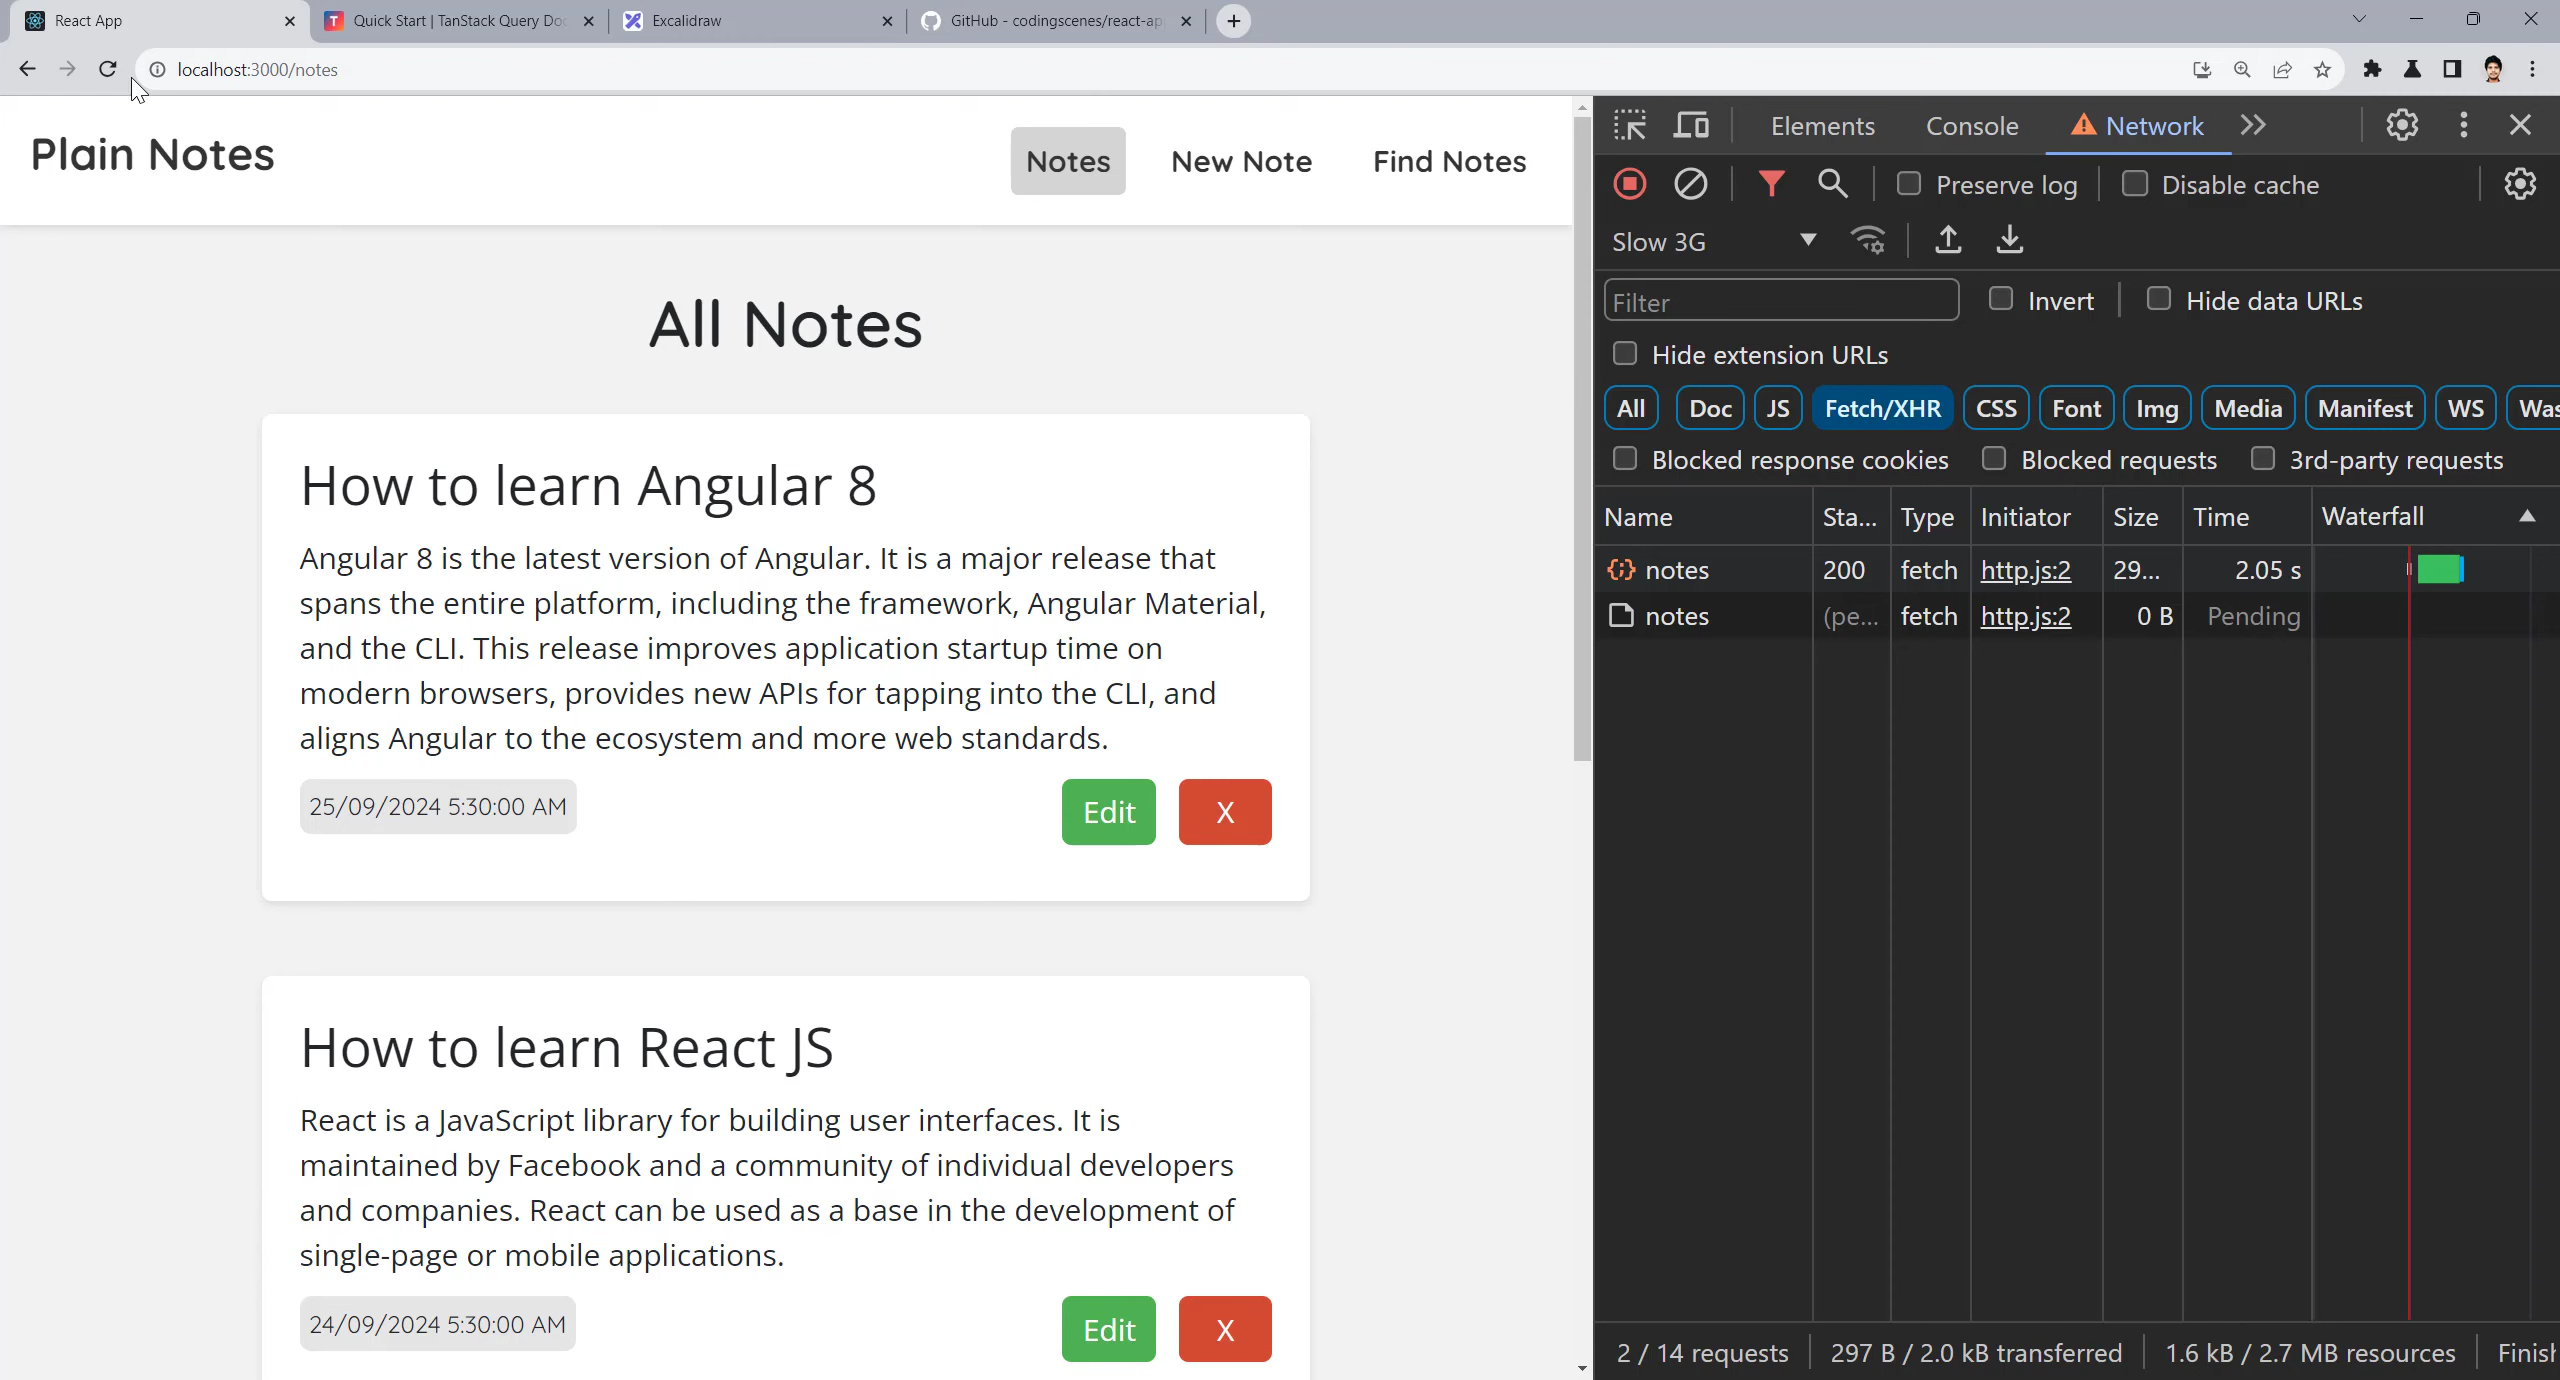 React App
Quick Start | TanStack Query Doc
Excalidraw
GitHub - codingscenes/react-ap
localhost:3000/notes
Plain Notes
Notes
New Note
Find Notes
All Notes
How to learn Angular 8
Angular 8 is the latest version of Angular. It is a major release that
spans the entire platform, including the framework, Angular Material,
and the CLI. This release improves application startup time on
modern browsers, provides new APIs for tapping into the CLI, and
aligns Angular to the ecosystem and more web standards.
25/09/2024 5:30:00 AM
Edit
X
How to learn React JS
React is a JavaScript library for building user interfaces. It is
maintained by Facebook and a community of individual developers
and companies. React can be used as a base in the development of
single-page or mobile applications.
24/09/2024 5:30:00 AM
Edit
X
Elements
Console
Network
Preserve log
Disable cache
Slow 3G
Filter
Invert
Hide data URLs
Hide extension URLs
All
Doc
JS
Fetch/XHR
CSS
Font
Img
Media
Manifest
WS
Was
Blocked response cookies
Blocked requests
3rd-party requests
Name Sta... Type Initiator Size Time Waterfall
notes 200 fetch http.js:2 29... 2.05 s
notes (pe... fetch http.js:2 0 B Pending
2 / 14 requests
297 B / 2.0 kB transferred
1.6 kB / 2.7 MB resources
Finish